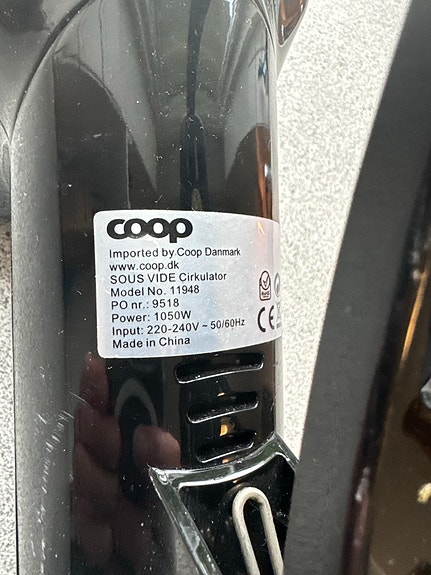 coop
Imported by Coop Danmark
www.coop.dk
SOUS VIDE Cirkulator
Model No. 11948
PO nr.: 9518
Power: 1050W
Input: 220-240V ~ 50/60Hz
Made in China
CE